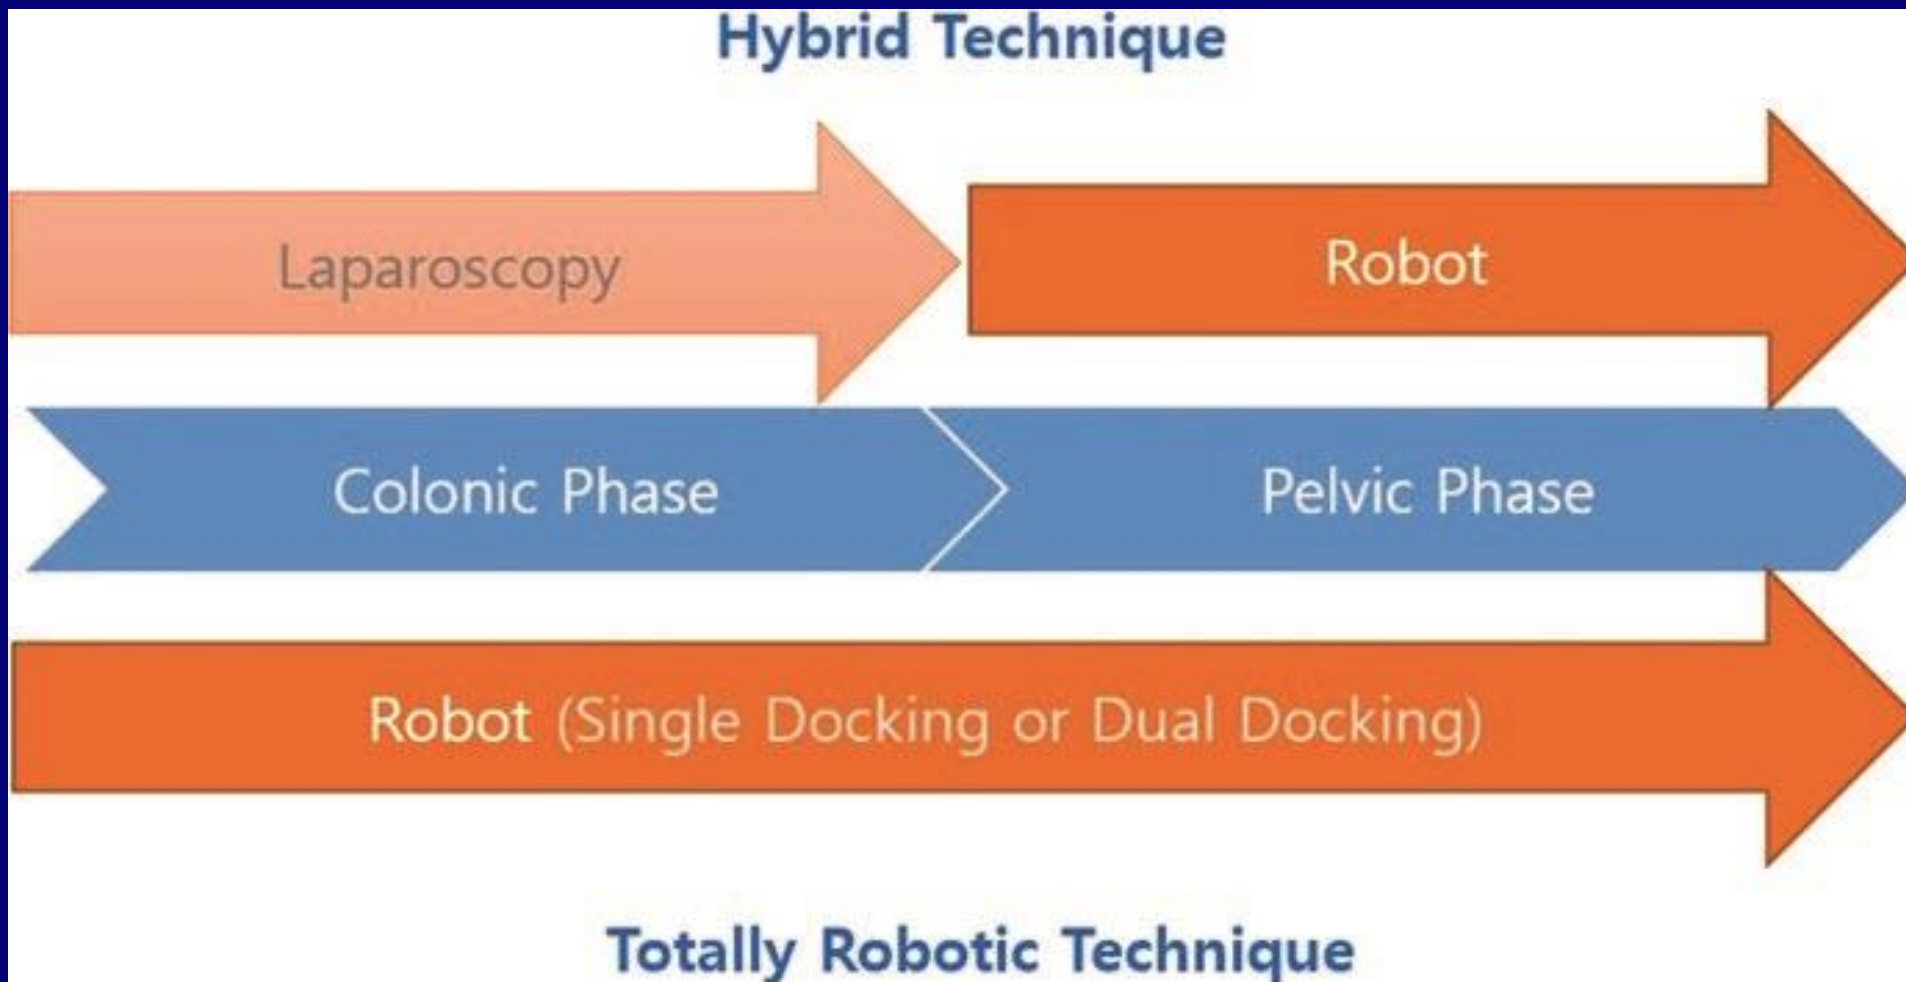 Hybrid Technique
Laparoscopy
Robot
Colonic Phase
Pelvic Phase
Robot (Single Docking or Dual Docking)
Totally Robotic Technique